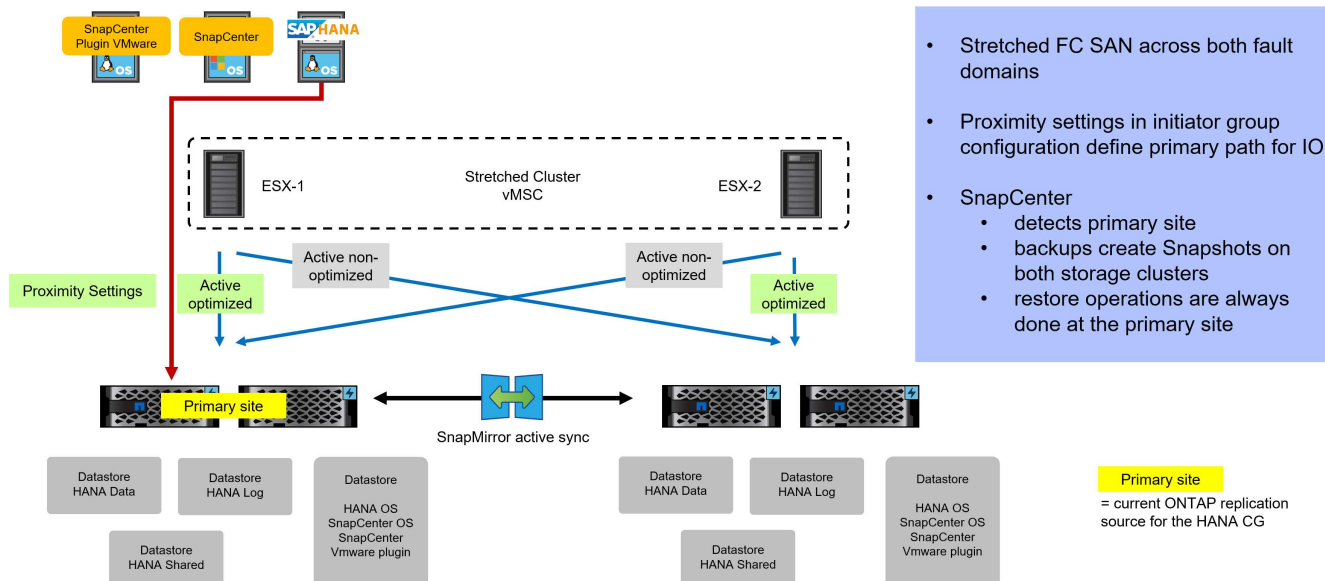 SnapCenter
Plugin VMware
SnapCenter
SAP HANA
OS
OS
OS
ESX-1
Stretched Cluster
vMSC
ESX-2
Active non-
optimized
Active non-
optimized
Proximity Settings
Active
optimized
Active
optimized
Primary site
SnapMirror active sync
Datastore
HANA Data
Datastore
HANA Log
Datastore
HANA OS
SnapCenter OS
SnapCenter
Vmware plugin
Datastore
HANA Shared
Datastore
HANA Data
Datastore
HANA Log
Datastore
HANA OS
SnapCenter OS
SnapCenter
Vmware plugin
Datastore
HANA Shared
• Stretched FC SAN across both fault
domains
• Proximity settings in initiator group
configuration define primary path for IO
• SnapCenter
• detects primary site
• backups create Snapshots on
both storage clusters
• restore operations are always
done at the primary site
Primary site
= current ONTAP replication
source for the HANA CG